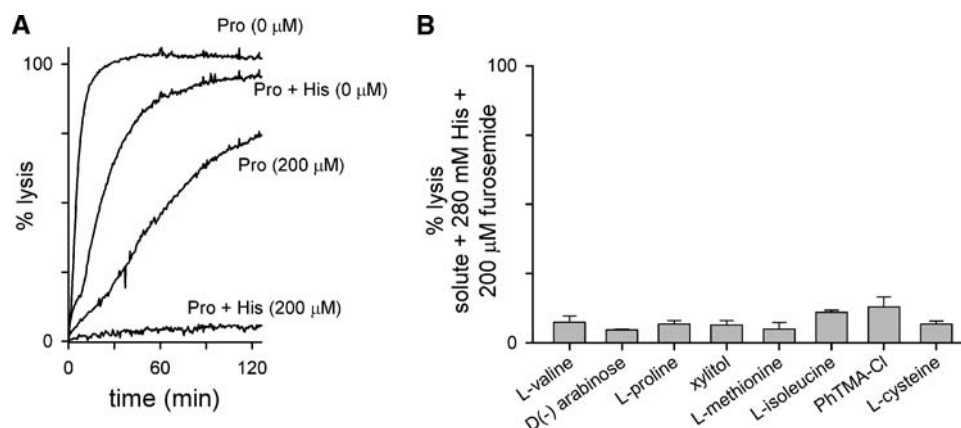 A
Pro (0 µM)
100
Pro + His (0 µM)
Pro (200 µM)
% lysis
Pro + His (200 µM)
0
0
60
120
time (min)
B
% lysis
solute + 280 mM His +
200 µM furosemide
100
0
L-valine
D(-) arabinose
L-proline
xylitol
L-methionine
L-isoleucine
PhTMA-Cl
L-cysteine